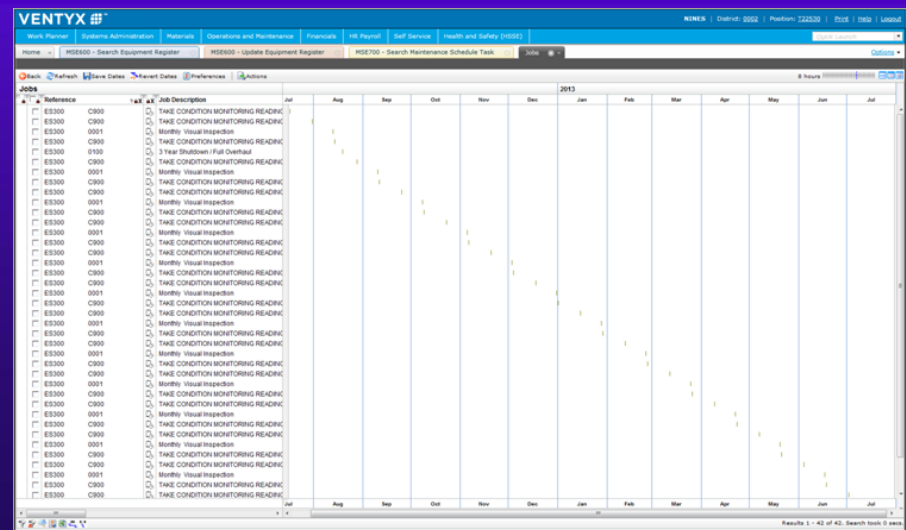 VENTYX
NINES | District: 0002 | Position: T22530 | Print | Help | Logout
Work Planner Systems Administration Materials Operations and Maintenance Financials HR Payroll Self Service Health and Safety (HSSE) Quick Launch
Home MSE600 - Search Equipment Register MSE600 - Update Equipment Register MSE700 - Search Maintenance Schedule Task Jobs Options
Back Refresh Save Dates Revert Dates Preferences Actions 8 hours
Jobs 2013
Reference Job Description Jul Aug Sep Oct Nov Dec Jan Feb Mar Apr May Jun Jul
ES300 C900 TAKE CONDITION MONITORING READING
ES300 C900 TAKE CONDITION MONITORING READING
ES300 0001 Monthly Visual Inspection
ES300 C900 TAKE CONDITION MONITORING READING
ES300 0100 3 Year Shutdown / Full Overhaul
ES300 C900 TAKE CONDITION MONITORING READING
ES300 0001 Monthly Visual Inspection
ES300 C900 TAKE CONDITION MONITORING READING
ES300 C900 TAKE CONDITION MONITORING READING
ES300 0001 Monthly Visual Inspection
ES300 C900 TAKE CONDITION MONITORING READING
ES300 C900 TAKE CONDITION MONITORING READING
ES300 0001 Monthly Visual Inspection
ES300 C900 TAKE CONDITION MONITORING READING
ES300 C900 TAKE CONDITION MONITORING READING
ES300 0001 Monthly Visual Inspection
ES300 C900 TAKE CONDITION MONITORING READING
ES300 C900 TAKE CONDITION MONITORING READING
ES300 0001 Monthly Visual Inspection
ES300 C900 TAKE CONDITION MONITORING READING
ES300 C900 TAKE CONDITION MONITORING READING
ES300 0001 Monthly Visual Inspection
ES300 C900 TAKE CONDITION MONITORING READING
ES300 C900 TAKE CONDITION MONITORING READING
ES300 0001 Monthly Visual Inspection
ES300 C900 TAKE CONDITION MONITORING READING
ES300 C900 TAKE CONDITION MONITORING READING
ES300 0001 Monthly Visual Inspection
ES300 C900 TAKE CONDITION MONITORING READING
ES300 C900 TAKE CONDITION MONITORING READING
ES300 0001 Monthly Visual Inspection
ES300 C900 TAKE CONDITION MONITORING READING
ES300 C900 TAKE CONDITION MONITORING READING
ES300 0001 Monthly Visual Inspection
ES300 C900 TAKE CONDITION MONITORING READING
ES300 C900 TAKE CONDITION MONITORING READING
ES300 0001 Monthly Visual Inspection
ES300 C900 TAKE CONDITION MONITORING READING
ES300 C900 TAKE CONDITION MONITORING READING
Jul Aug Sep Oct Nov Dec Jan Feb Mar Apr May Jun Jul
Results 1 - 42 of 42. Search took 0 secs